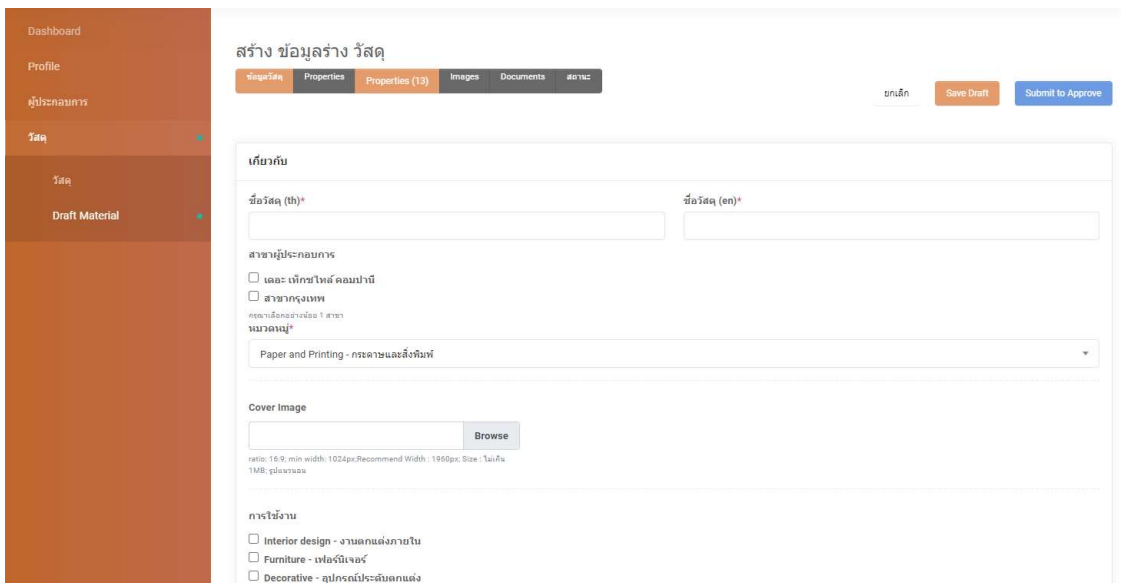 Dashboard
Profile
ผู้ประกอบการ
วัสดุ
วัสดุ
Draft Material
สร้าง ข้อมูลร่าง วัสดุ
ข้อมูลวัสดุ Properties Properties (13) Images Documents สถานะ
ยกเลิก Save Draft Submit to Approve
เกี่ยวกับ
ชื่อวัสดุ (th)* ชื่อวัสดุ (en)*
สาขาผู้ประกอบการ
เดอะ เท็กซ์ไทล์ คอมปานี
สาขากรุงเทพ
กรุณาเลือกอย่างน้อย 1 สาขา
หมวดหมู่*
Paper and Printing - กระดาษและสิ่งพิมพ์
Cover Image
Browse
ratio: 16:9; min width: 1024px;Recommend Width : 1960px; Size : ไม่เกิน
1MB; รูปแนวนอน
การใช้งาน
Interior design - งานตกแต่งภายใน
Furniture - เฟอร์นิเจอร์
Decorative - อุปกรณ์ประดับตกแต่ง